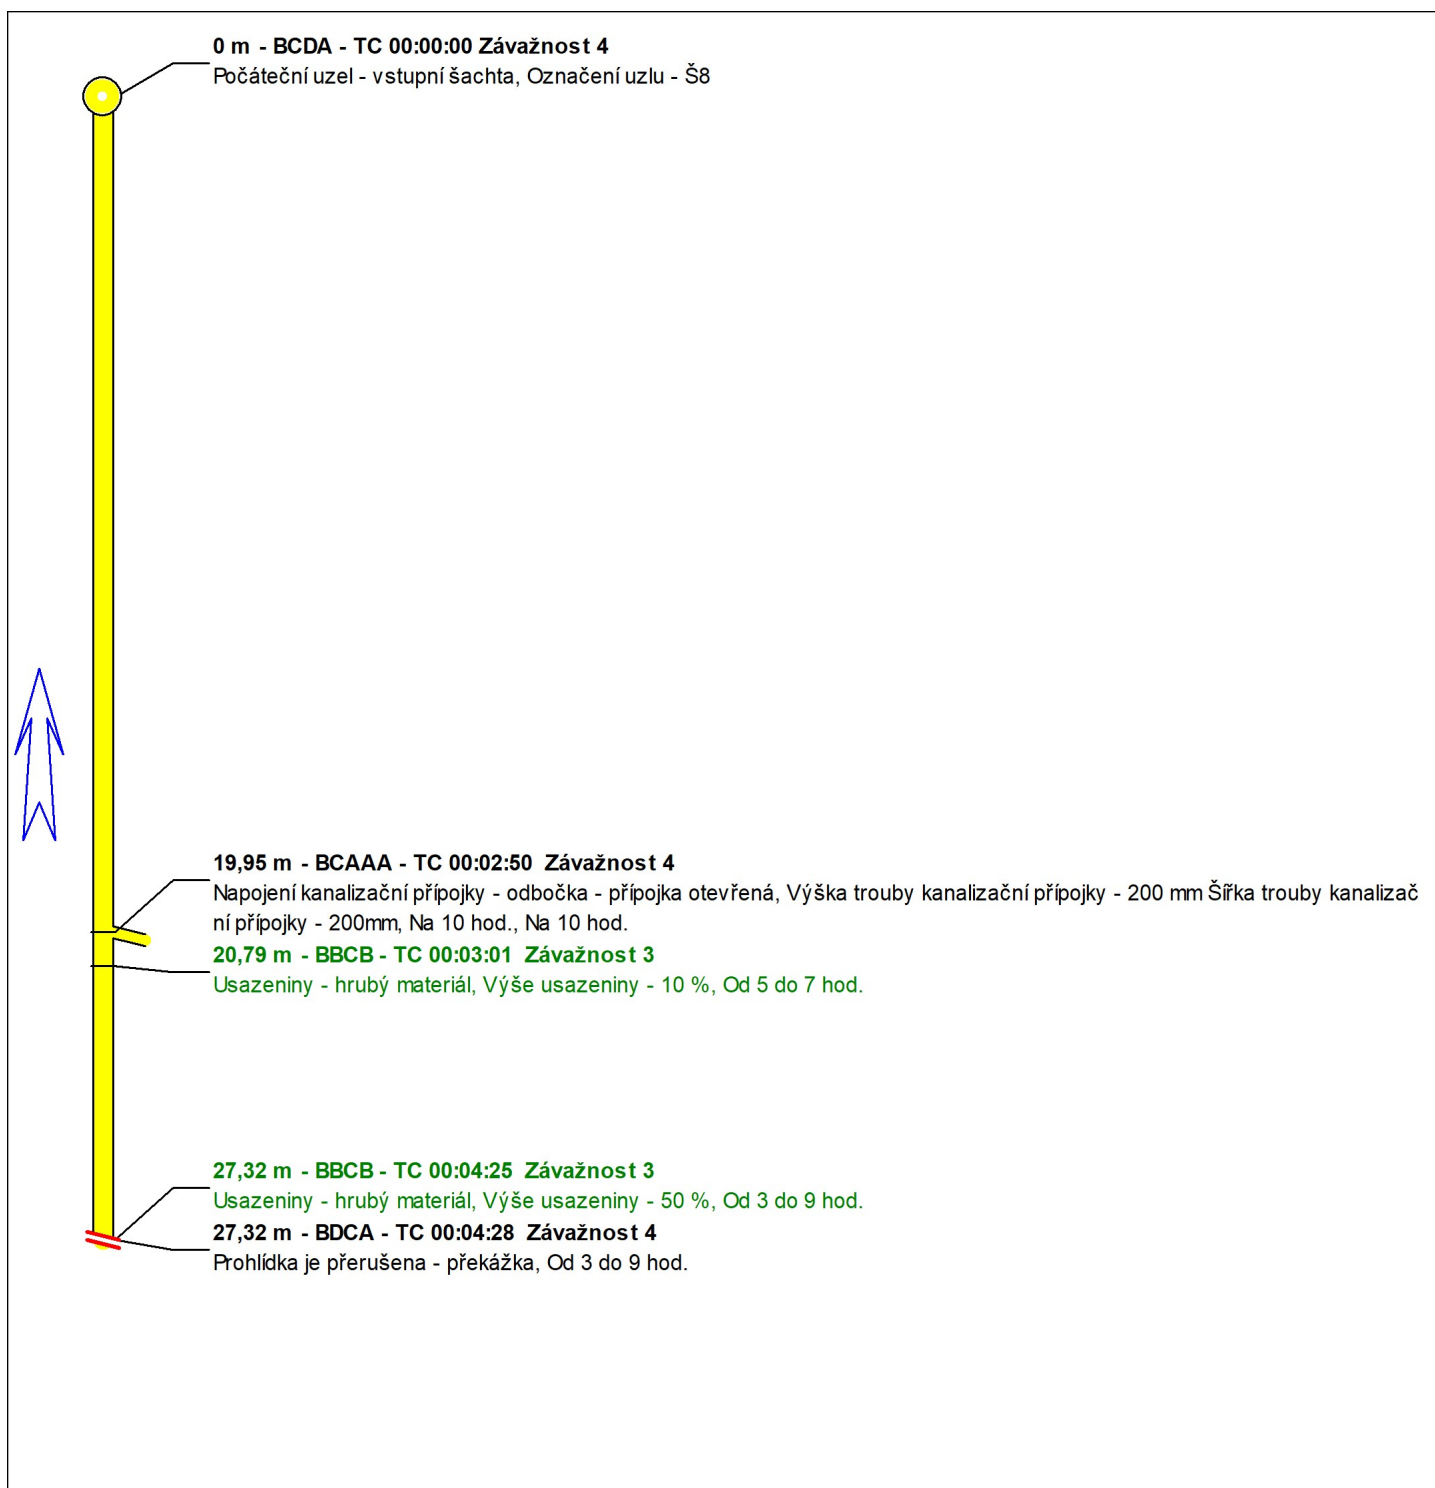 0 m - BCDA - TC 00:00:00 Závažnost 4
Počáteční uzel - vstupní šachta, Označení uzlu - Š8
19,95 m - BCAAA - TC 00:02:50 Závažnost 4
Napojení kanalizační přípojky - odbočka - přípojka otevřená, Výška trouby kanalizační přípojky - 200 mm Šířka trouby kanalizač
ní přípojky - 200mm, Na 10 hod., Na 10 hod.
20,79 m - BBCB - TC 00:03:01 Závažnost 3
Usazeniny - hrubý materiál, Výše usazeniny - 10 %, Od 5 do 7 hod.
27,32 m - BBCB - TC 00:04:25 Závažnost 3
Usazeniny - hrubý materiál, Výše usazeniny - 50 %, Od 3 do 9 hod.
27,32 m - BDCA - TC 00:04:28 Závažnost 4
Prohlídka je přerušena - překážka, Od 3 do 9 hod.